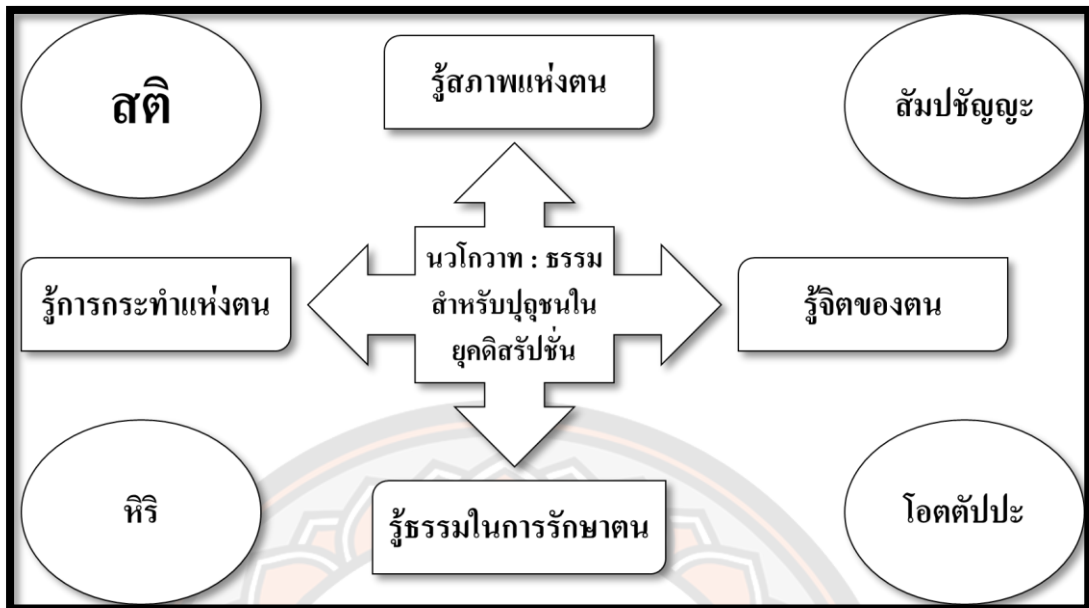 สติ
รู้สภาพแห่งตน
สัมปชัญญะ
รู้การกระทำแห่งตน
นวโกวาท : ธรรม
สำหรับปุถุชนใน
ยุคดิสรัปชั่น
รู้จิตของตน
หิริ
รู้ธรรมในการรักษาตน
โอตตัปปะ